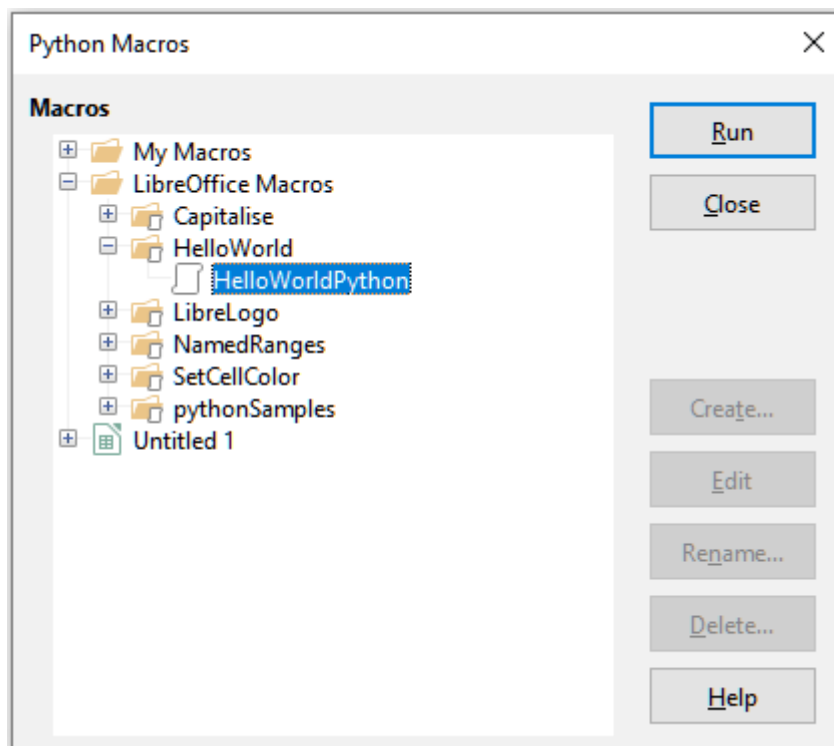 Python Macros
Macros
My Macros
LibreOffice Macros
Capitalise
HelloWorld
HelloWorldPython
LibreLogo
NamedRanges
SetCellColor
pythonSamples
Untitled 1
Run
Close
Create...
Edit
Rename...
Delete...
Help